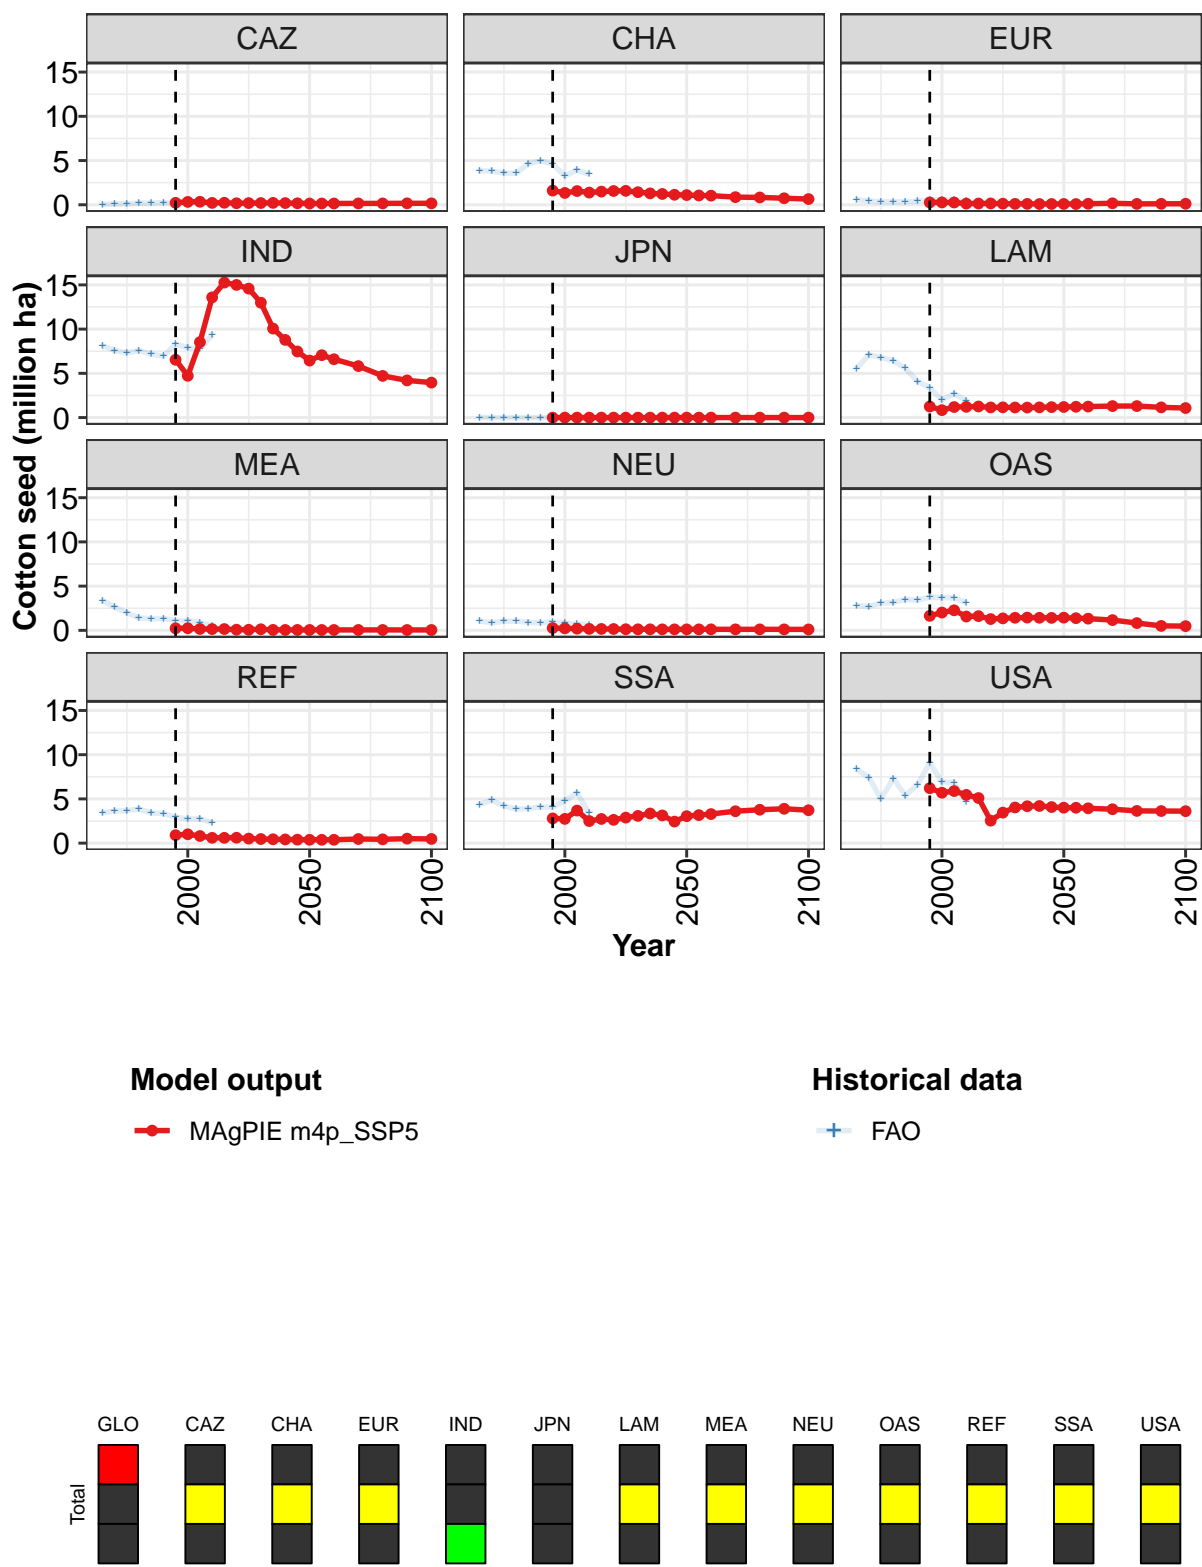 CAZ CHA EUR
15
10
5
0
IND JPN LAM
15
10
5
0
MEA NEU OAS
15
10
5
0
REF SSA USA
15
10
5
0
Cotton seed (million ha)
2000 2050 2100 2000 2050 2100 2000 2050 2100
Year
Model output
MAgPIE m4p_SSP5
Historical data
FAO
GLO CAZ CHA EUR IND JPN LAM MEA NEU OAS REF SSA USA
Total